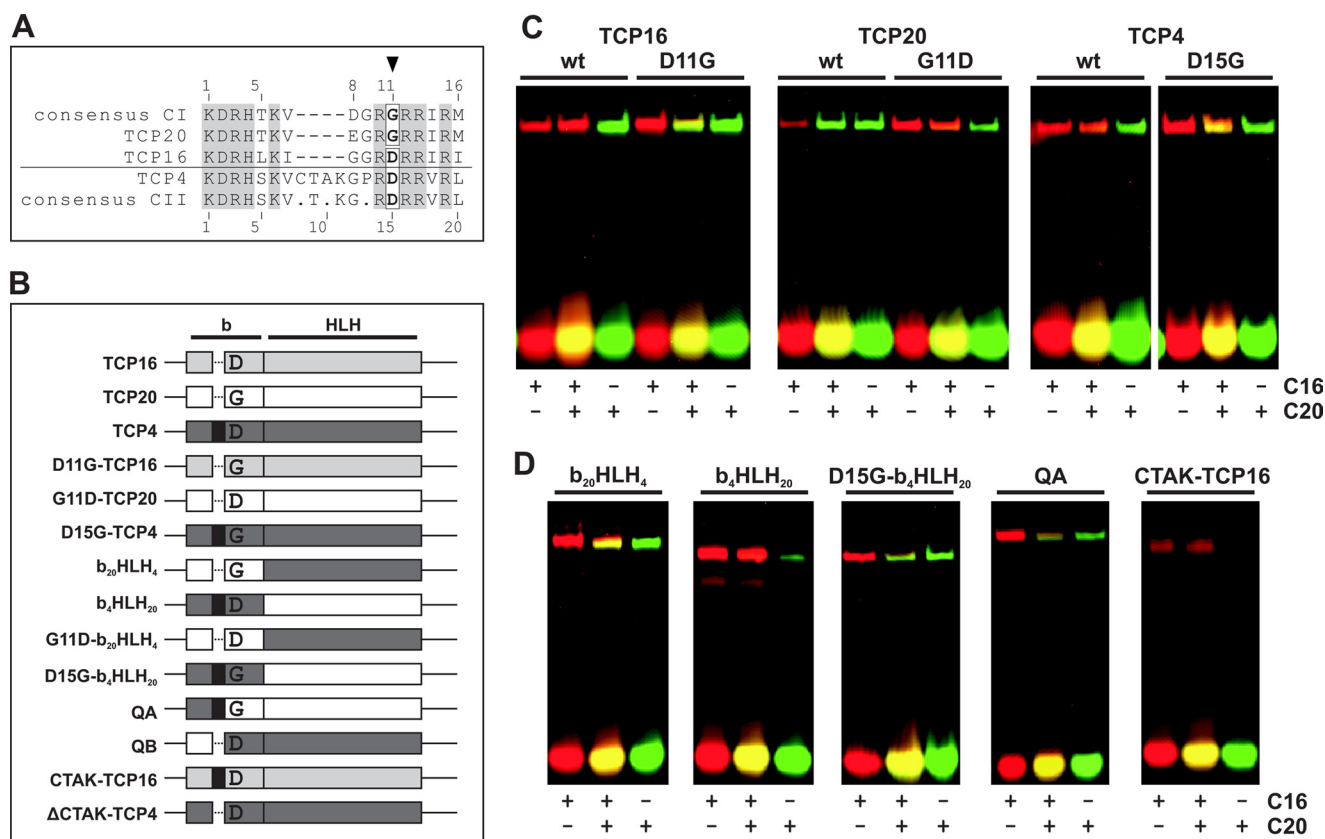 A
1 5 8 11 16
consensus CI KDRHTKV----DGRGRRIRM
TCP20 KDRHTKV----EGRGRRIRM
TCP16 KDRHLKI----GGRDRRIRI
TCP4 KDRHSKVCTAKGPRDRRVRL
consensus CII KDRHSKV.T.KG.RDRRVRL
1 5 10 15 20
B
b HLH
TCP16 D
TCP20 G
TCP4 D
D11G-TCP16 G
G11D-TCP20 D
D15G-TCP4 G
b₂₀HLH₄ G
b₄HLH₂₀ D
G11D-b₂₀HLH₄ D
D15G-b₄HLH₂₀ G
QA G
QB D
CTAK-TCP16 D
ΔCTAK-TCP4 D
C
TCP16 TCP20 TCP4
wt D11G wt G11D wt D15G
+ + − + + − + + − + + − + + − + + − C16
− + + − + + − + + − + + − + + − + + C20
D
b₂₀HLH₄ b₄HLH₂₀ D15G-b₄HLH₂₀ QA CTAK-TCP16
+ + − + + − + + − + + − + + − C16
− + + − + + − + + − + + − + + C20